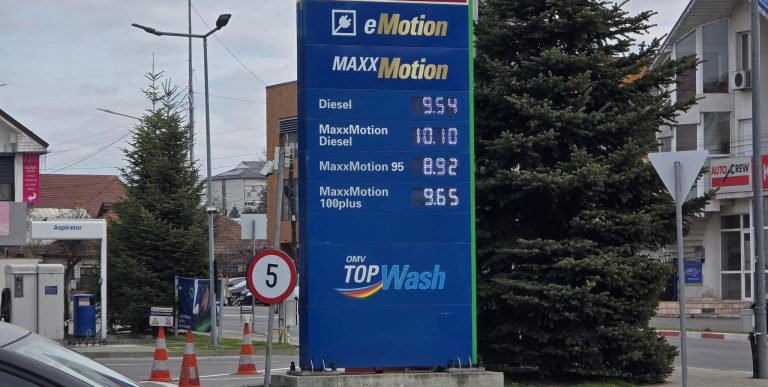 eMotion
MAXXMotion
Diesel 9.54
MaxxMotion
Diesel 10.10
MaxxMotion 95 8.92
MaxxMotion
100plus 9.65
OMV
TOPWash
5
Aspirator
AUTOCREW